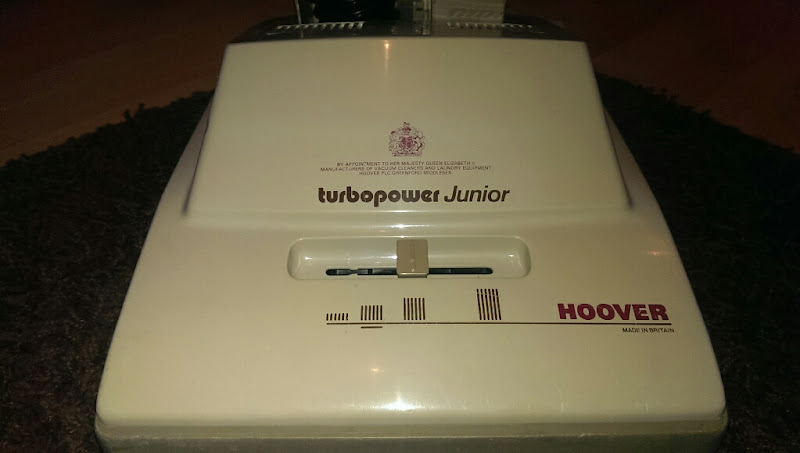 BY APPOINTMENT TO HER MAJESTY QUEEN ELIZABETH II
MANUFACTURERS OF VACUUM CLEANERS AND LAUNDRY EQUIPMENT
HOOVER PLC GREENFORD MIDDLESEX
turbopower Junior
HOOVER
MADE IN BRITAIN